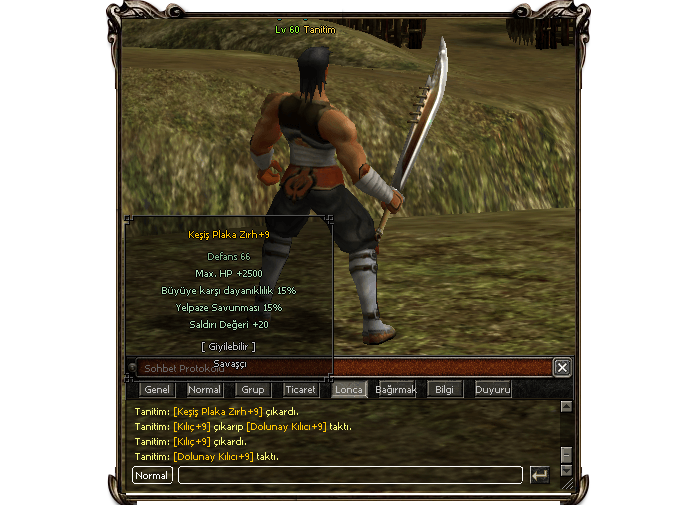 Lv 60 Tanitim
Keşiş Plaka Zırh+9
Defans 66
Max. HP +2500
Büyüye karşı dayanıklılık 15%
Yelpaze Savunması 15%
Saldırı Değeri +20
[ Giyilebilir ]
Savaşçı
Sohbet Protokolü
Genel Normal Grup Ticaret Lonca Bağırmak Bilgi Duyuru
Tanitim: [Keşiş Plaka Zırh+9] çıkardı.
Tanitim: [Kılıç+9] çıkarıp [Dolunay Kılıcı+9] taktı.
Tanitim: [Kılıç+9] çıkardı.
Tanitim: [Dolunay Kılıcı+9] taktı.
Normal